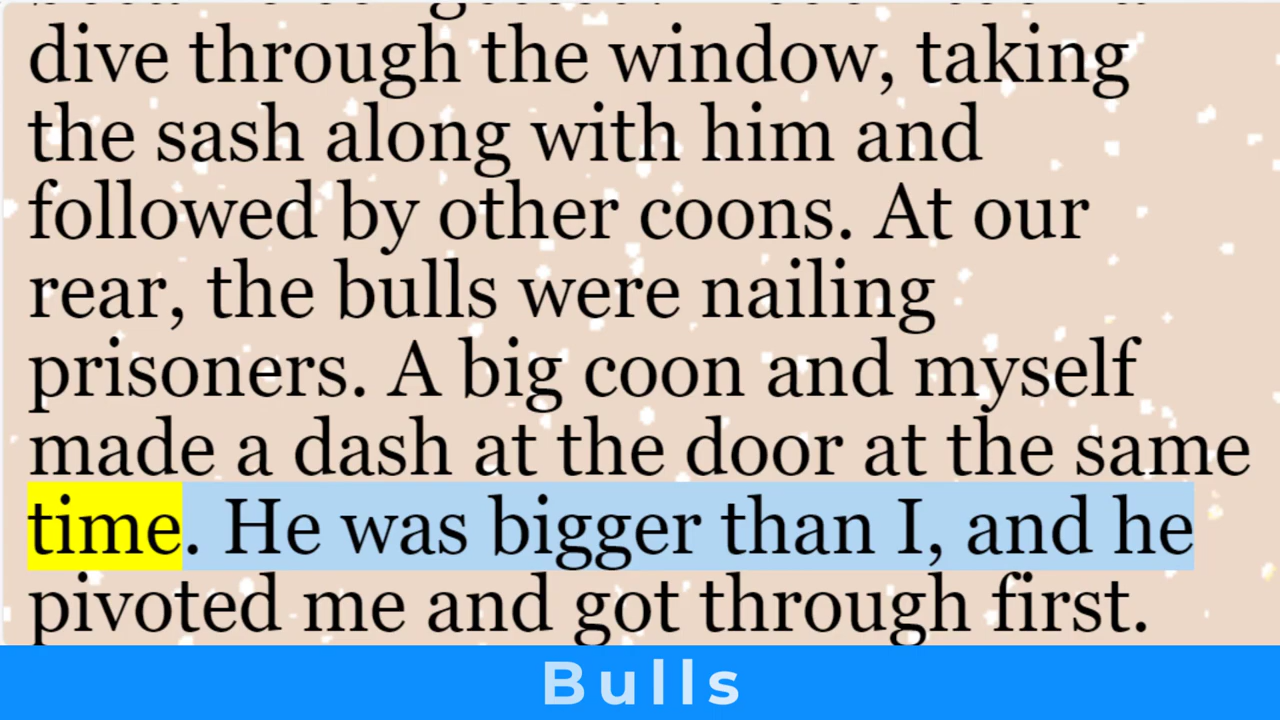 dive through the window, taking
the sash along with him and
followed by other coons. At our
rear, the bulls were nailing
prisoners. A big coon and myself
made a dash at the door at the same
time. He was bigger than I, and he
pivoted me and got through first.
Bulls